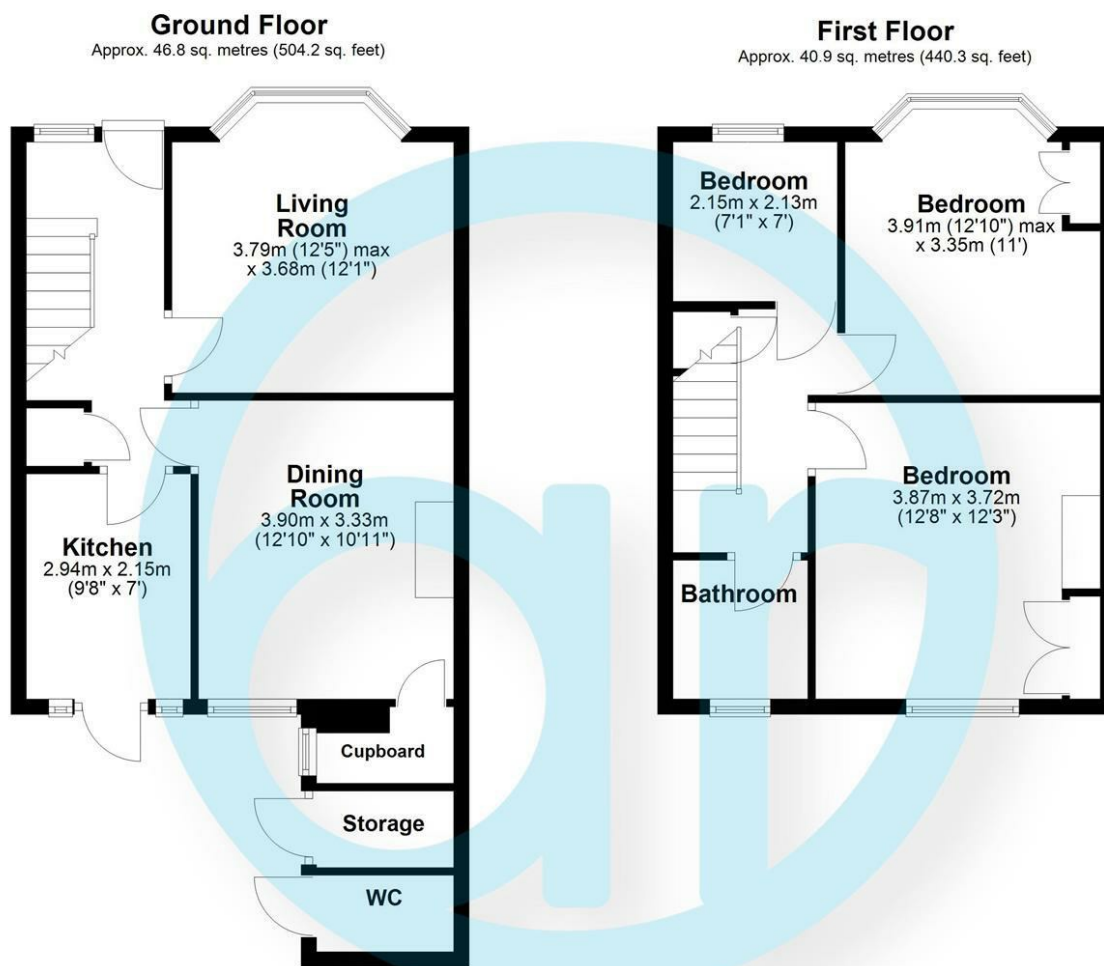 Ground Floor
Approx. 46.8 sq. metres (504.2 sq. feet)
Living
Room
3.79m (12'5") max
x 3.68m (12'1")
Dining
Room
3.90m x 3.33m
(12'10" x 10'11")
Kitchen
2.94m x 2.15m
(9'8" x 7')
Cupboard
Storage
WC
First Floor
Approx. 40.9 sq. metres (440.3 sq. feet)
Bedroom
2.15m x 2.13m
(7'1" x 7')
Bedroom
3.91m (12'10") max
x 3.35m (11')
Bedroom
3.87m x 3.72m
(12'8" x 12'3")
Bathroom
an